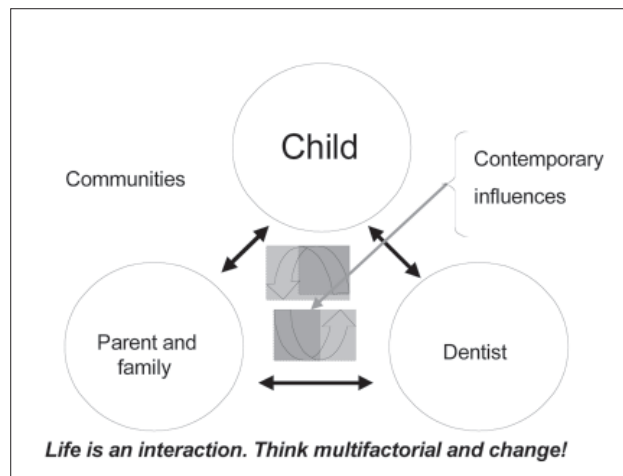 Child
Communities
Contemporary
influences
Parent and
family
Dentist
Life is an interaction. Think multifactorial and change!